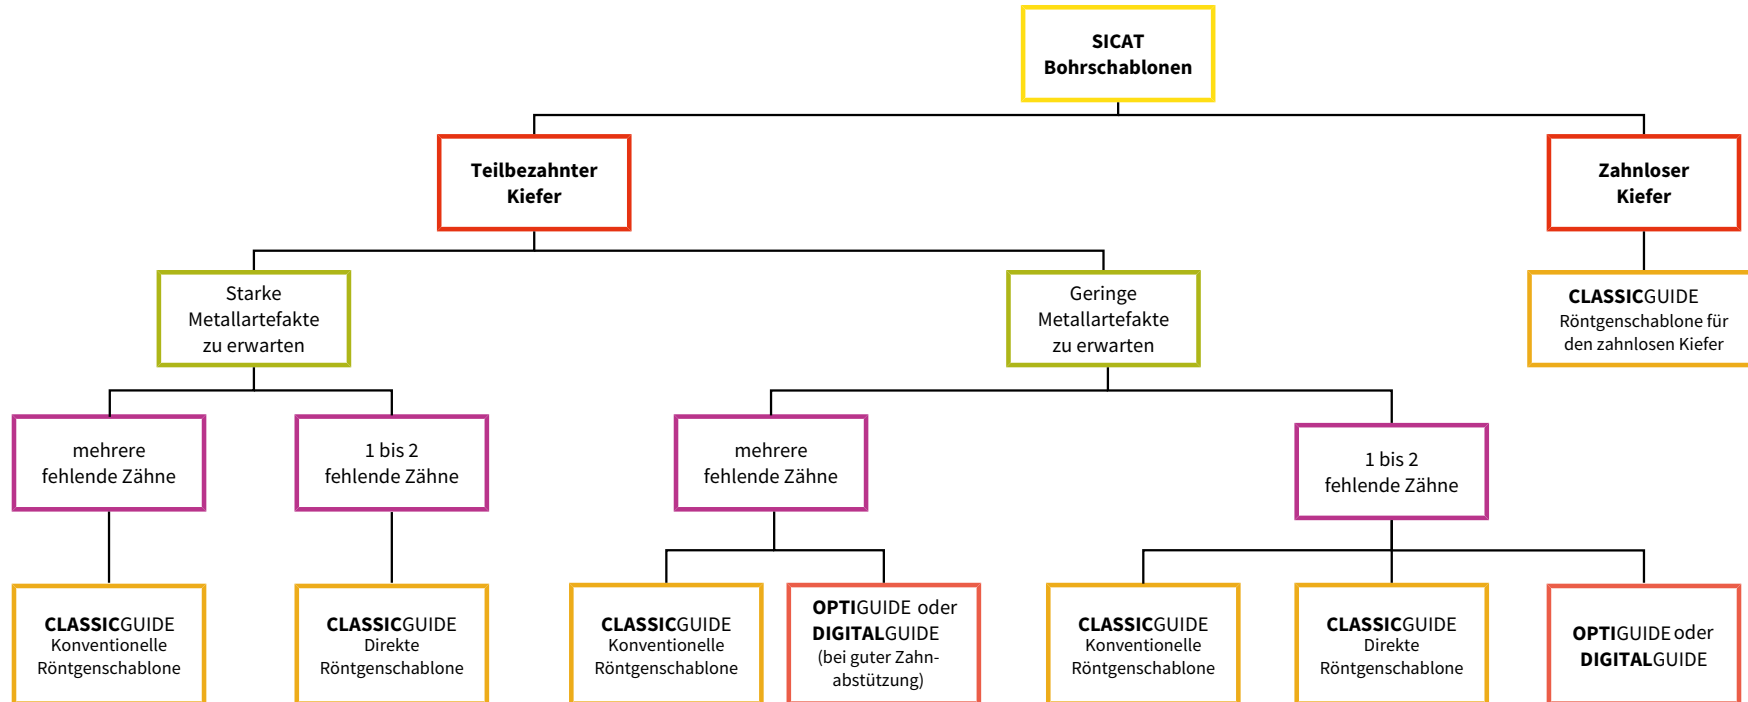 SICAT
Bohrschablonen
Teilbezahnter
Kiefer
Zahnloser
Kiefer
Starke
Metallartefakte
zu erwarten
Geringe
Metallartefakte
zu erwarten
CLASSICGUIDE
Röntgenschablone für
den zahnlosen Kiefer
mehrere
fehlende Zähne
1 bis 2
fehlende Zähne
mehrere
fehlende Zähne
1 bis 2
fehlende Zähne
CLASSICGUIDE
Konventionelle
Röntgenschablone
CLASSICGUIDE
Direkte
Röntgenschablone
CLASSICGUIDE
Konventionelle
Röntgenschablone
OPTIGUIDE oder
DIGITALGUIDE
(bei guter Zahn-
abstützung)
CLASSICGUIDE
Konventionelle
Röntgenschablone
CLASSICGUIDE
Direkte
Röntgenschablone
OPTIGUIDE oder
DIGITALGUIDE